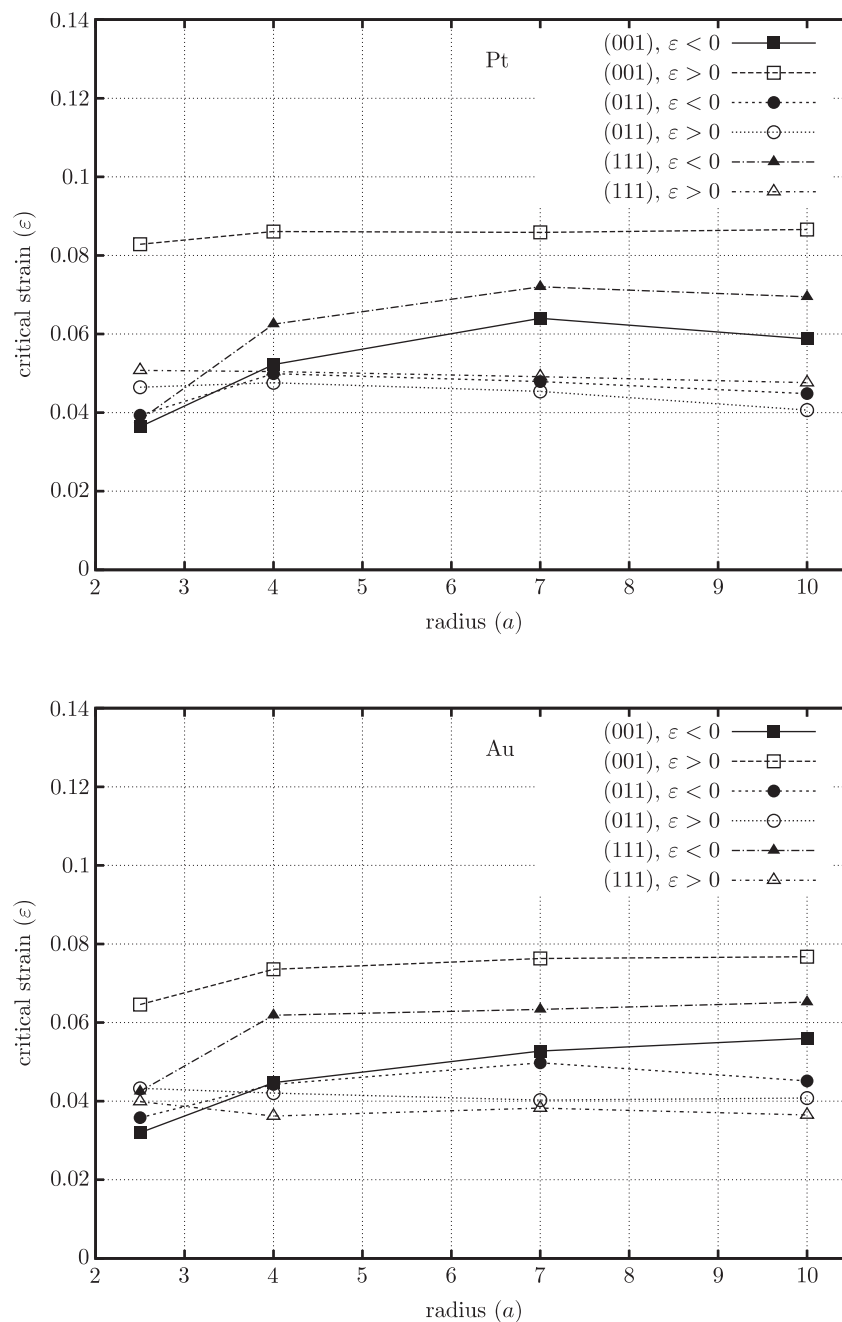 0.14
0.12
0.1
0.08
0.06
0.04
0.02
0
critical strain (ε)
Pt
(001), ε < 0
(001), ε > 0
(011), ε < 0
(011), ε > 0
(111), ε < 0
(111), ε > 0
2 3 4 5 6 7 8 9 10
radius (a)
0.14
0.12
0.1
0.08
0.06
0.04
0.02
0
critical strain (ε)
Au
(001), ε < 0
(001), ε > 0
(011), ε < 0
(011), ε > 0
(111), ε < 0
(111), ε > 0
2 3 4 5 6 7 8 9 10
radius (a)